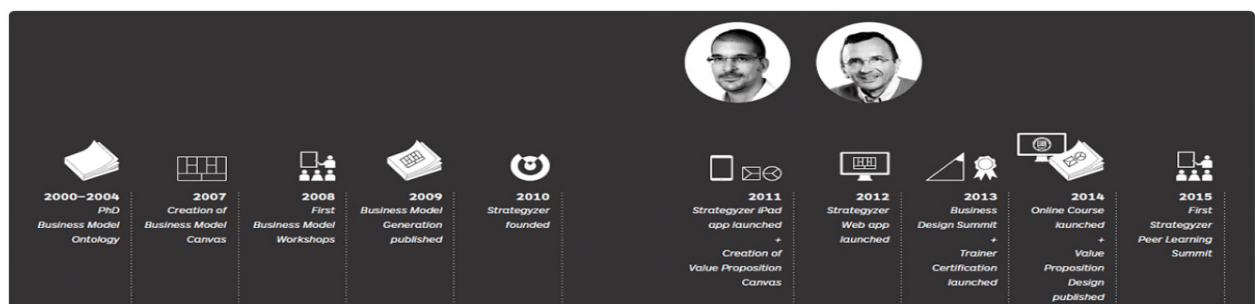 2000–2004
PhD
Business Model
Ontology
2007
Creation of
Business Model
Canvas
2008
First
Business Model
Workshops
2009
Business Model
Generation
published
2010
Strategyzer
founded
2011
Strategyzer iPad
app launched
+
Creation of
Value Proposition
Canvas
2012
Strategyzer
Web app
launched
2013
Business
Design Summit
+
Trainer
Certification
launched
2014
Online Course
launched
+
Value
Proposition
Design
published
2015
First
Strategyzer
Peer Learning
Summit